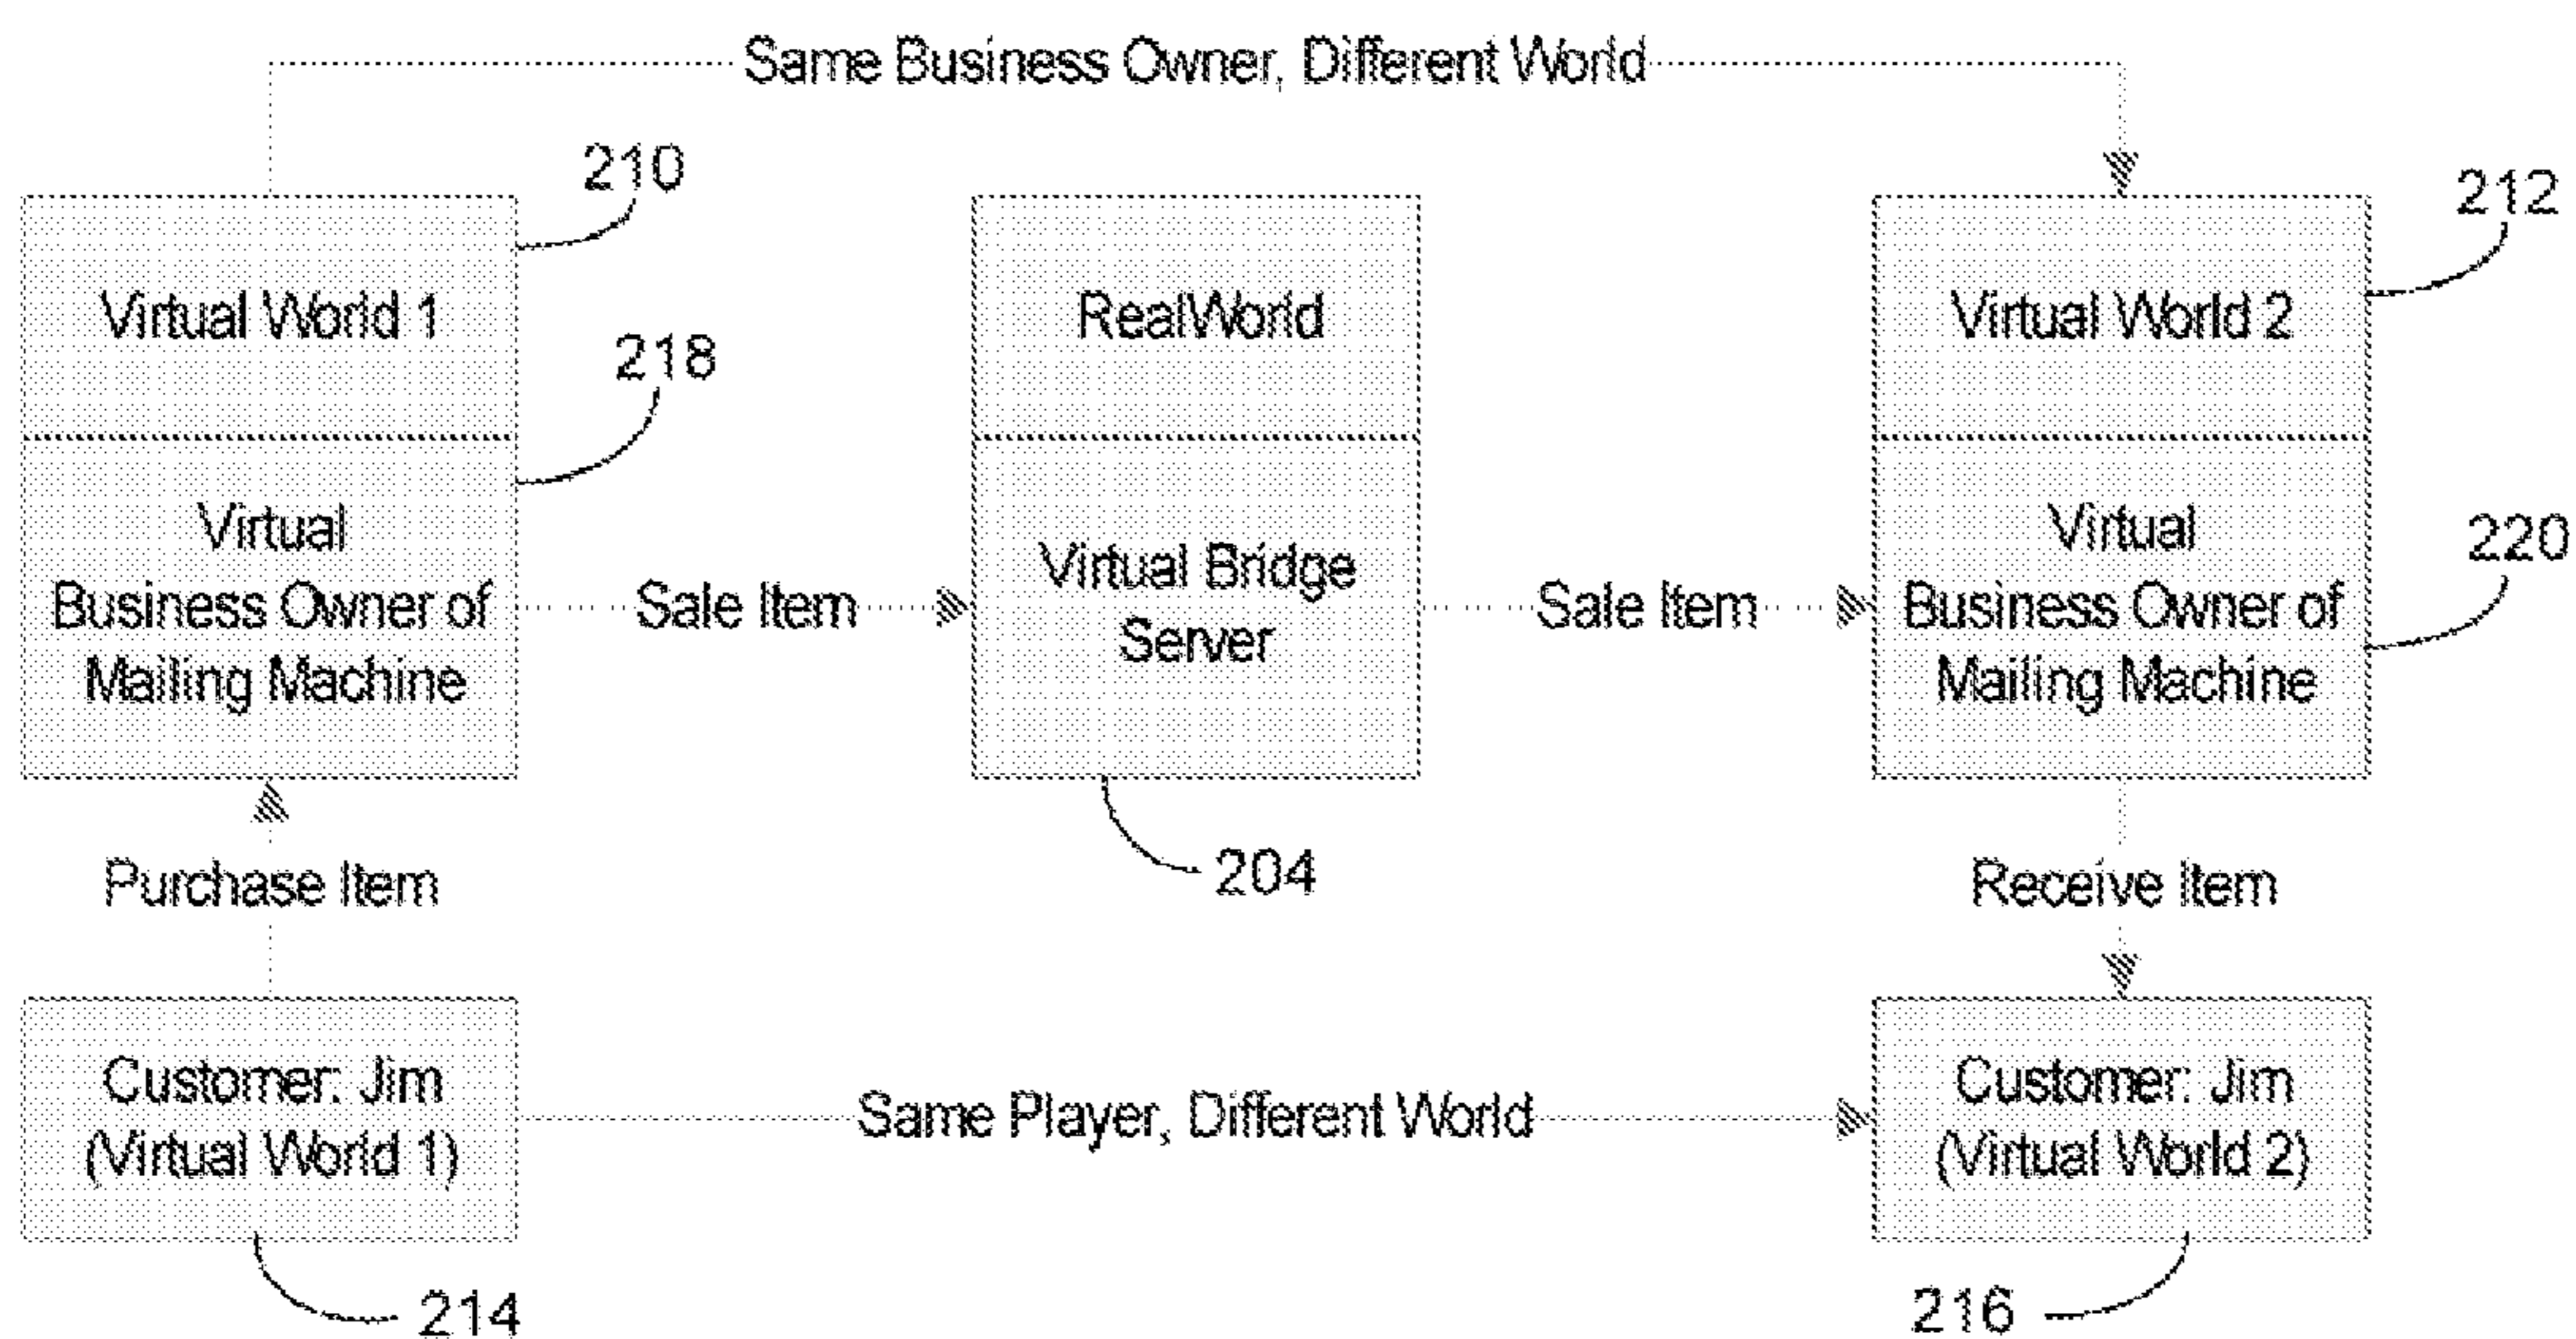 Same Business Owner, Different World
210
212
Virtual World 1
RealWorld
Virtual World 2
218
Virtual
Business Owner of
Mailing Machine
Sale Item
Virtual Bridge
Server
Sale Item
Virtual
Business Owner of
Mailing Machine
220
Purchase Item
204
Receive Item
Customer: Jim
(Virtual World 1)
Same Player, Different World
Customer: Jim
(Virtual World 2)
214
216